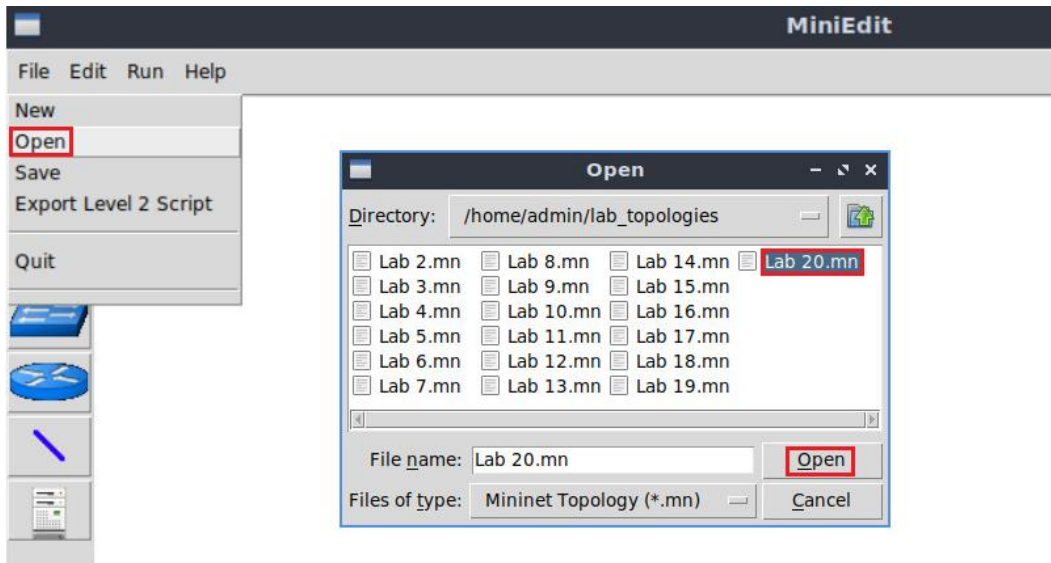 MiniEdit
File Edit Run Help
New
Open
Save
Export Level 2 Script
Quit
Open
Directory: /home/admin/lab_topologies
Lab 2.mn Lab 8.mn Lab 14.mn Lab 20.mn
Lab 3.mn Lab 9.mn Lab 15.mn
Lab 4.mn Lab 10.mn Lab 16.mn
Lab 5.mn Lab 11.mn Lab 17.mn
Lab 6.mn Lab 12.mn Lab 18.mn
Lab 7.mn Lab 13.mn Lab 19.mn
File name: Lab 20.mn Open
Files of type: Mininet Topology (*.mn) Cancel